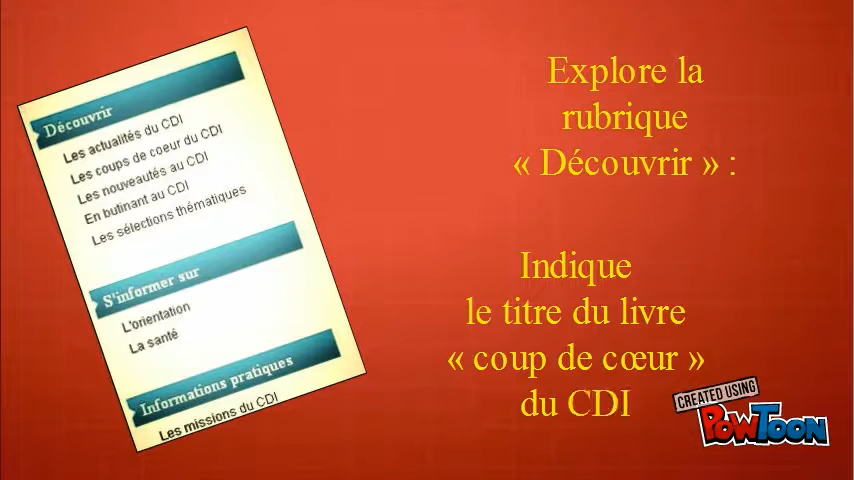 Découvrir
Les actualités du CDI
Les coups de coeur du CDI
Les nouveautés au CDI
En butinant au CDI
Les sélections thématiques
S'informer sur
L'orientation
La santé
Informations pratiques
Les missions du CDI
Explore la
rubrique
« Découvrir » :
Indique
le titre du livre
« coup de cœur »
du CDI
CREATED USING
POWTOON